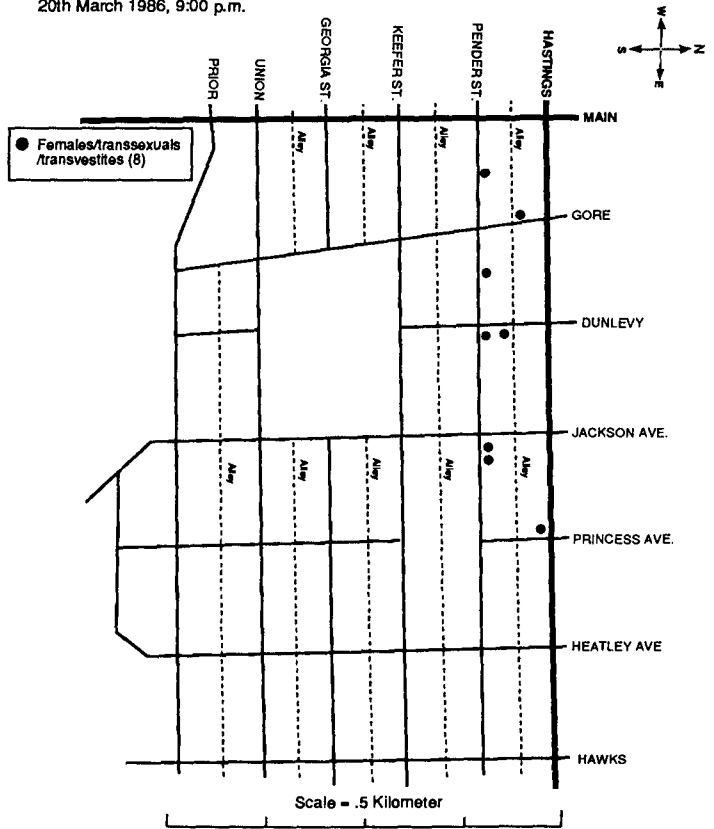 20th March 1986, 9:00 p.m.
W
S
N
E
PRIOR
UNION
GEORGIA ST.
KEEFER ST.
PENDER ST.
HASTINGS
MAIN
● Females/transsexuals
/transvestites (8)
Alley
Alley
Alley
Alley
GORE
DUNLEVY
JACKSON AVE.
Alley
Alley
Alley
Alley
Alley
PRINCESS AVE.
HEATLEY AVE
HAWKS
Scale = .5 Kilometer